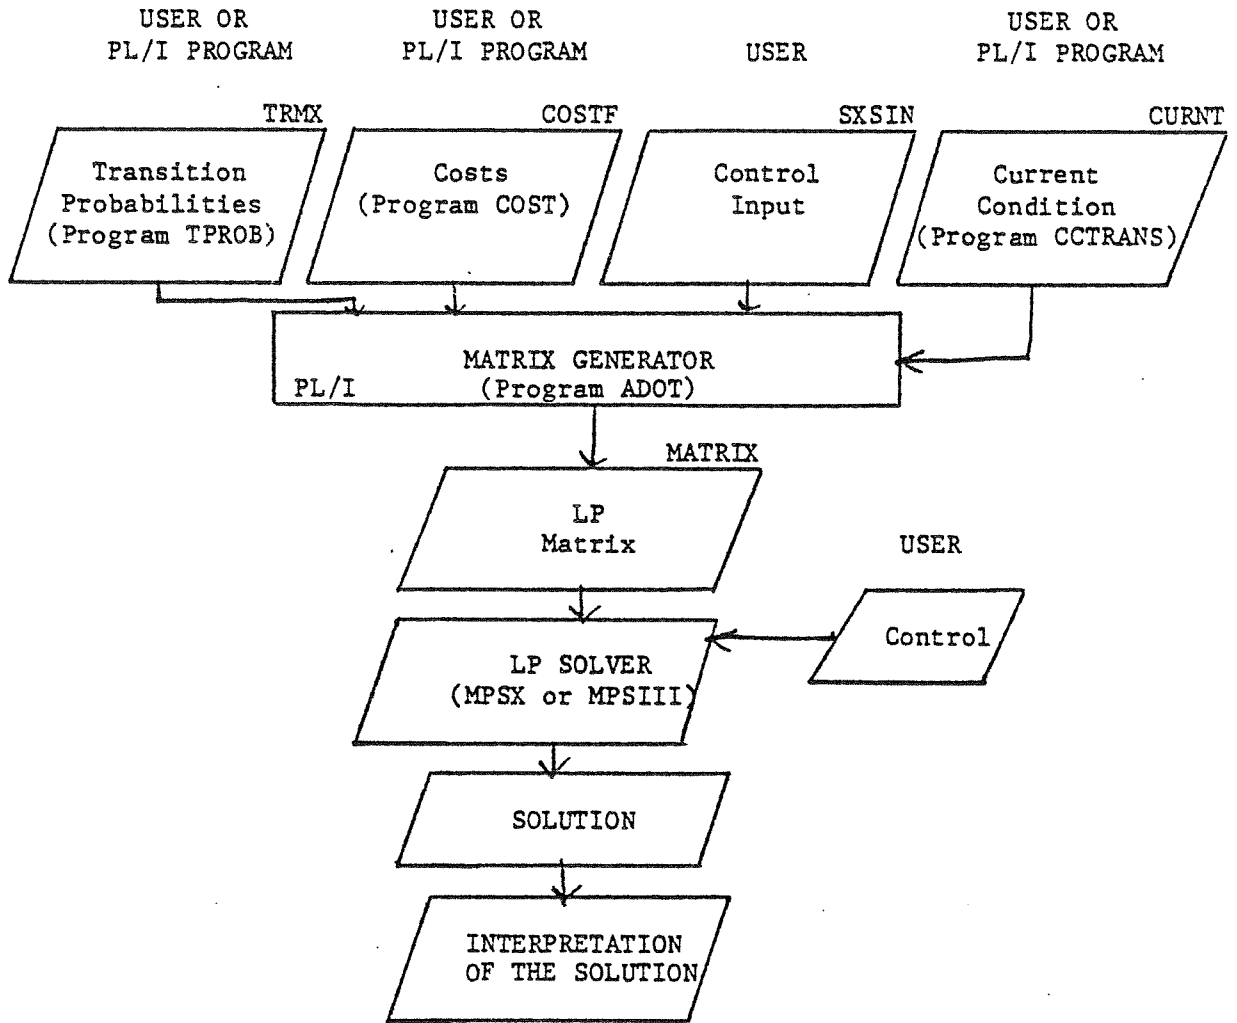 USER OR
PL/I PROGRAM
USER OR
PL/I PROGRAM
USER
USER OR
PL/I PROGRAM
TRMX
Transition
Probabilities
(Program TPROB)
COSTF
Costs
(Program COST)
SXSIN
Control
Input
CURNT
Current
Condition
(Program CCTRANS)
MATRIX GENERATOR
PL/I (Program ADOT)
MATRIX
LP
Matrix
USER
Control
LP SOLVER
(MPSX or MPSIII)
SOLUTION
INTERPRETATION
OF THE SOLUTION